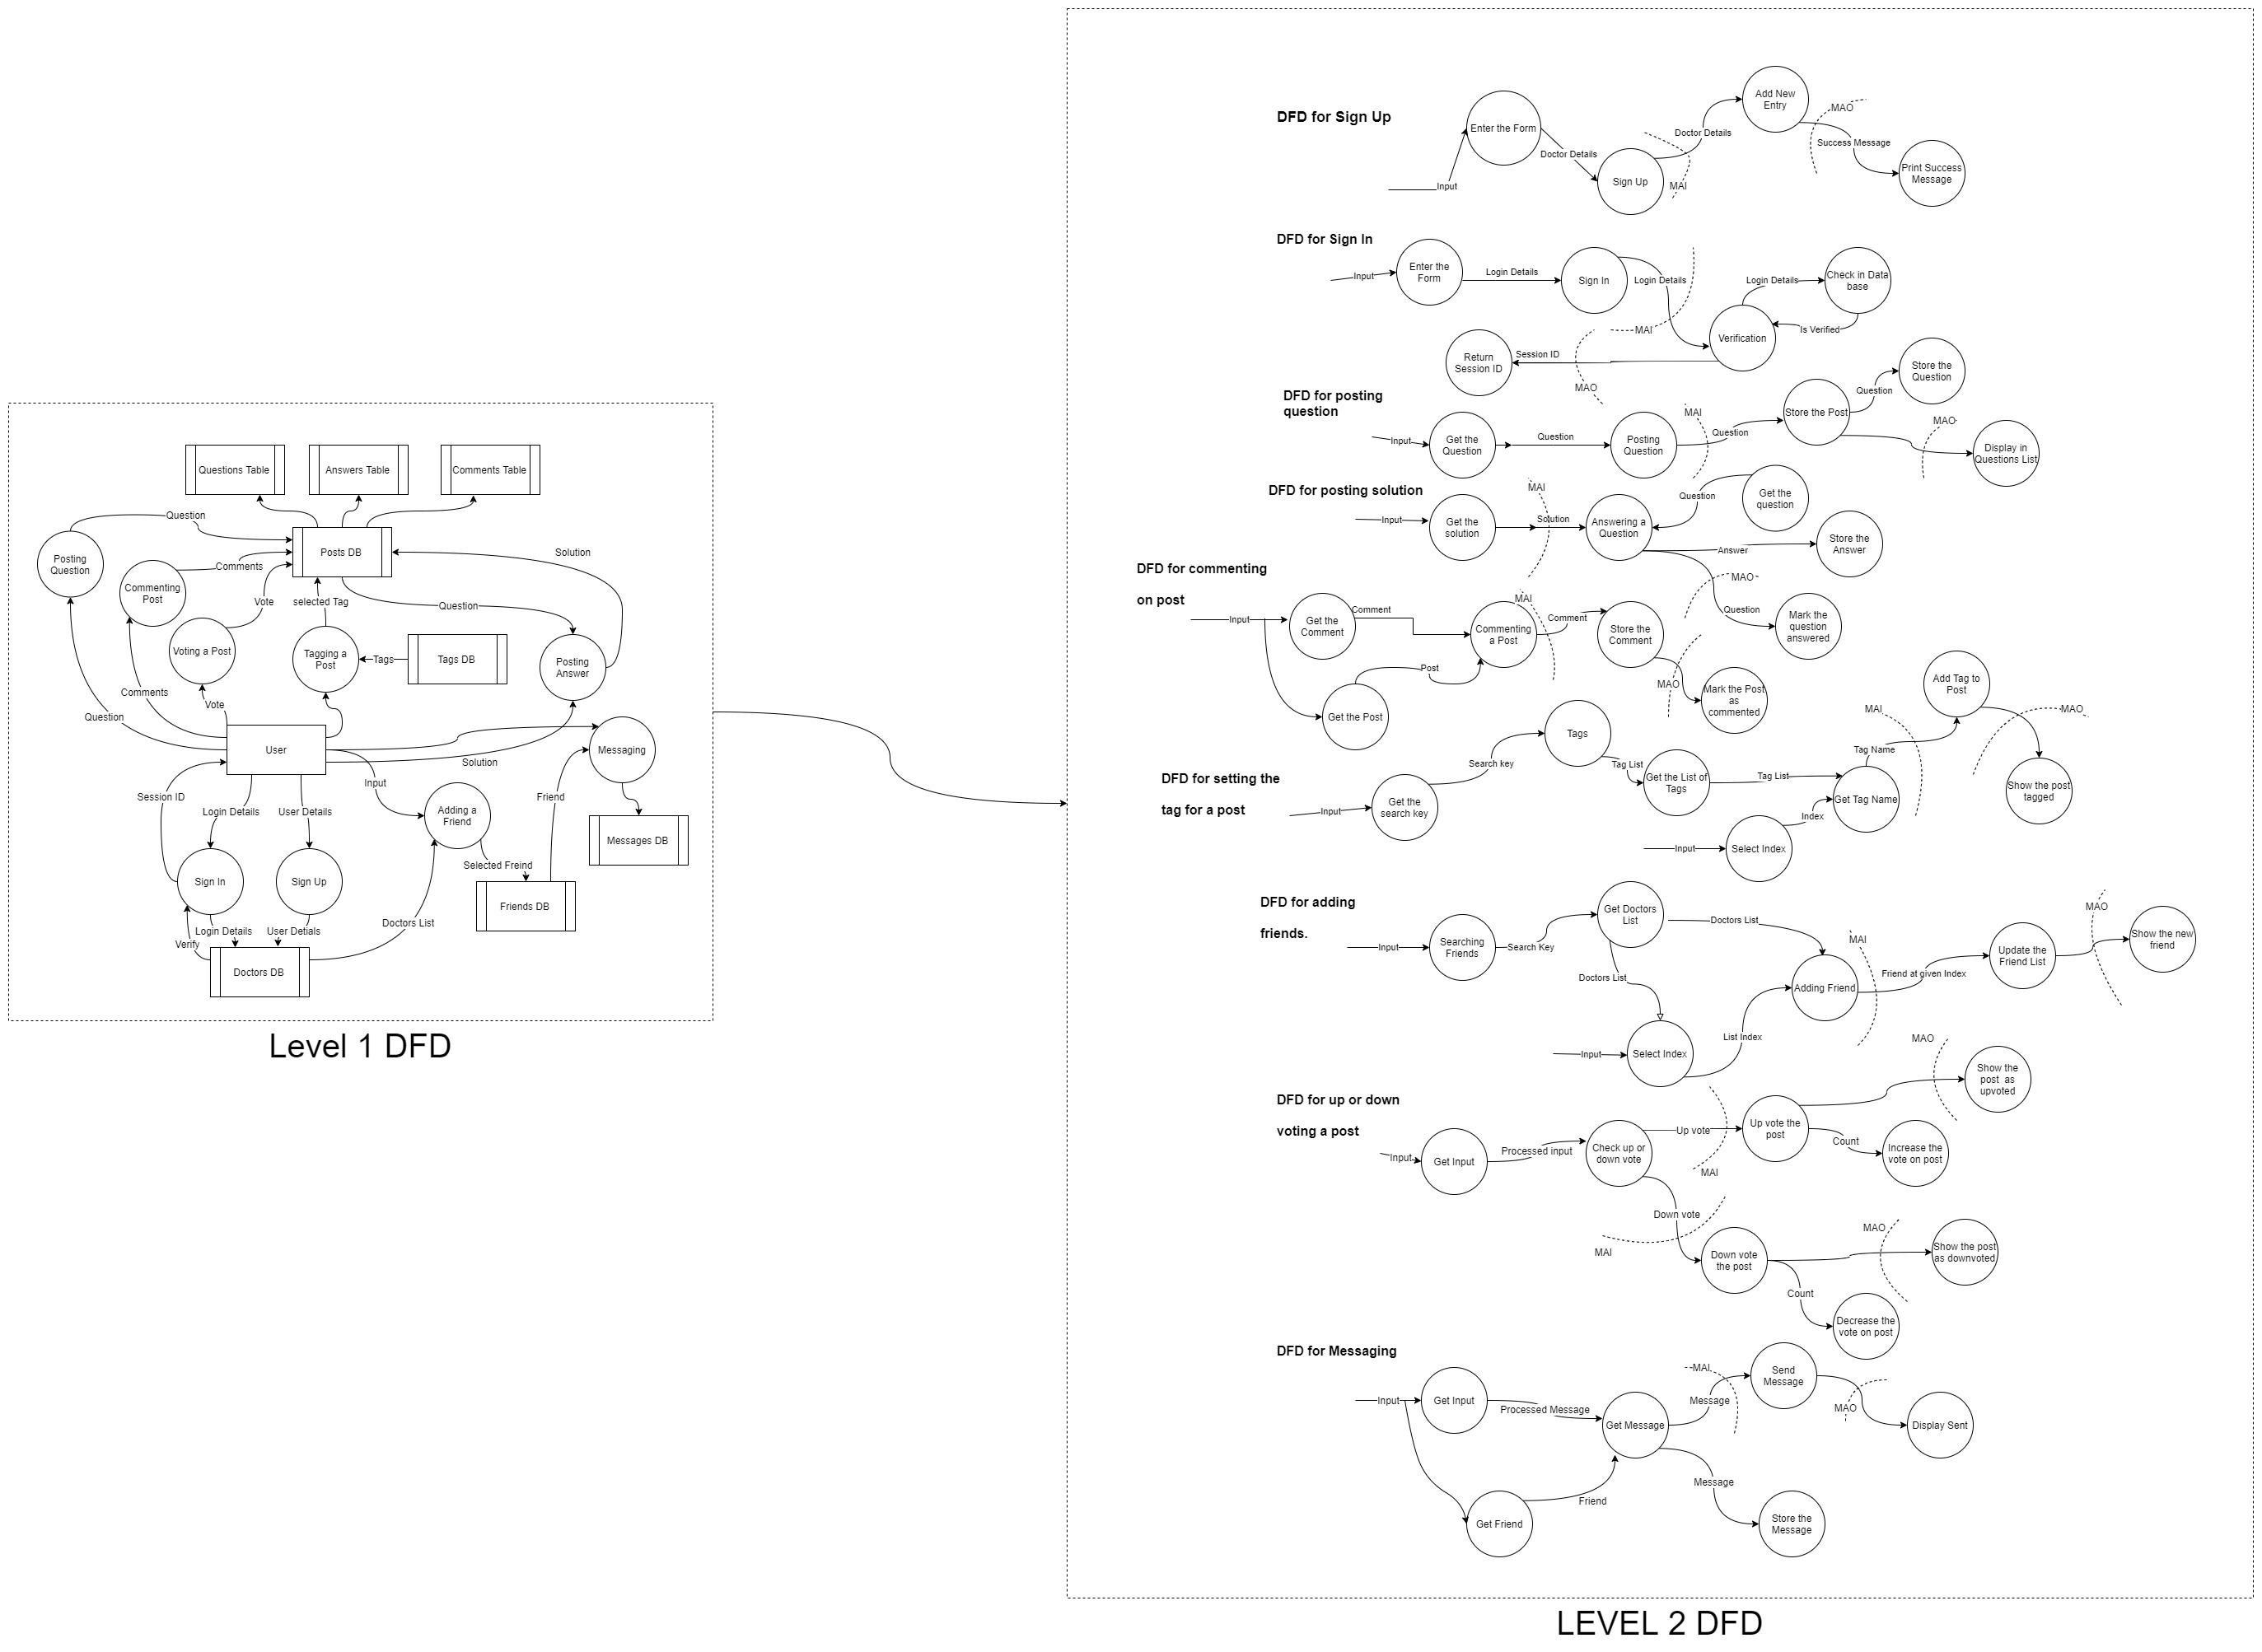 Questions Table
Answers Table
Comments Table
Question
Posts DB
Solution
Posting
Question
Commenting
Post
Comments
Vote
selected Tag
Question
Voting a Post
Tagging a
Post
Tags
Tags DB
Posting
Answer
Comments
Vote
Question
User
Messaging
Solution
Session ID
Login Details
User Details
Input
Adding a
Friend
Friend
Messages DB
Selected Freind
Sign In
Sign Up
Friends DB
Login Details
User Detials
Doctors List
Verify
Doctors DB
Level 1 DFD
DFD for Sign Up
Input
Enter the Form
Doctor Details
Sign Up
MAI
Doctor Details
Add New
Entry
MAO
Success Message
Print Success
Message
DFD for Sign In
Input
Enter the
Form
Login Details
Sign In
Login Details
MAI
Verification
Login Details
Check in Data
base
Is Verified
Session ID
MAO
Return
Session ID
DFD for posting
question
Input
Get the
Question
Question
Posting
Question
MAI
Question
Store the Post
Question
Store the
Question
MAO
Display in
Questions List
DFD for posting solution
Input
Get the
solution
MAI
Solution
Answering a
Question
Question
Get the
question
Answer
Store the
Answer
MAO
Question
Mark the
question
answered
DFD for commenting
on post
Input
Get the
Comment
Comment
Get the Post
Post
Commenting
a Post
MAI
Comment
Store the
Comment
MAO
Mark the Post
as
commented
DFD for setting the
tag for a post
Input
Get the
search key
Search key
Tags
Tag List
Get the List of
Tags
Tag List
Input
Select Index
Index
Get Tag Name
Tag Name
MAI
Add Tag to
Post
MAO
Show the post
tagged
DFD for adding
friends.
Input
Searching
Friends
Search Key
Get Doctors
List
Doctors List
Doctors List
Input
Select Index
List Index
Adding Friend
MAI
Friend at given Index
Update the
Friend List
MAO
Show the new
friend
DFD for up or down
voting a post
Input
Get Input
Processed input
Check up or
down vote
Up vote
MAI
Up vote the
post
MAO
Show the
post as
upvoted
Count
Increase the
vote on post
Down vote
MAI
Down vote
the post
MAO
Show the post
as downvoted
Count
Decrease the
vote on post
DFD for Messaging
Input
Get Input
Processed Message
Get Friend
Friend
Get Message
MAI
Message
Send
Message
MAO
Display Sent
Message
Store the
Message
LEVEL 2 DFD